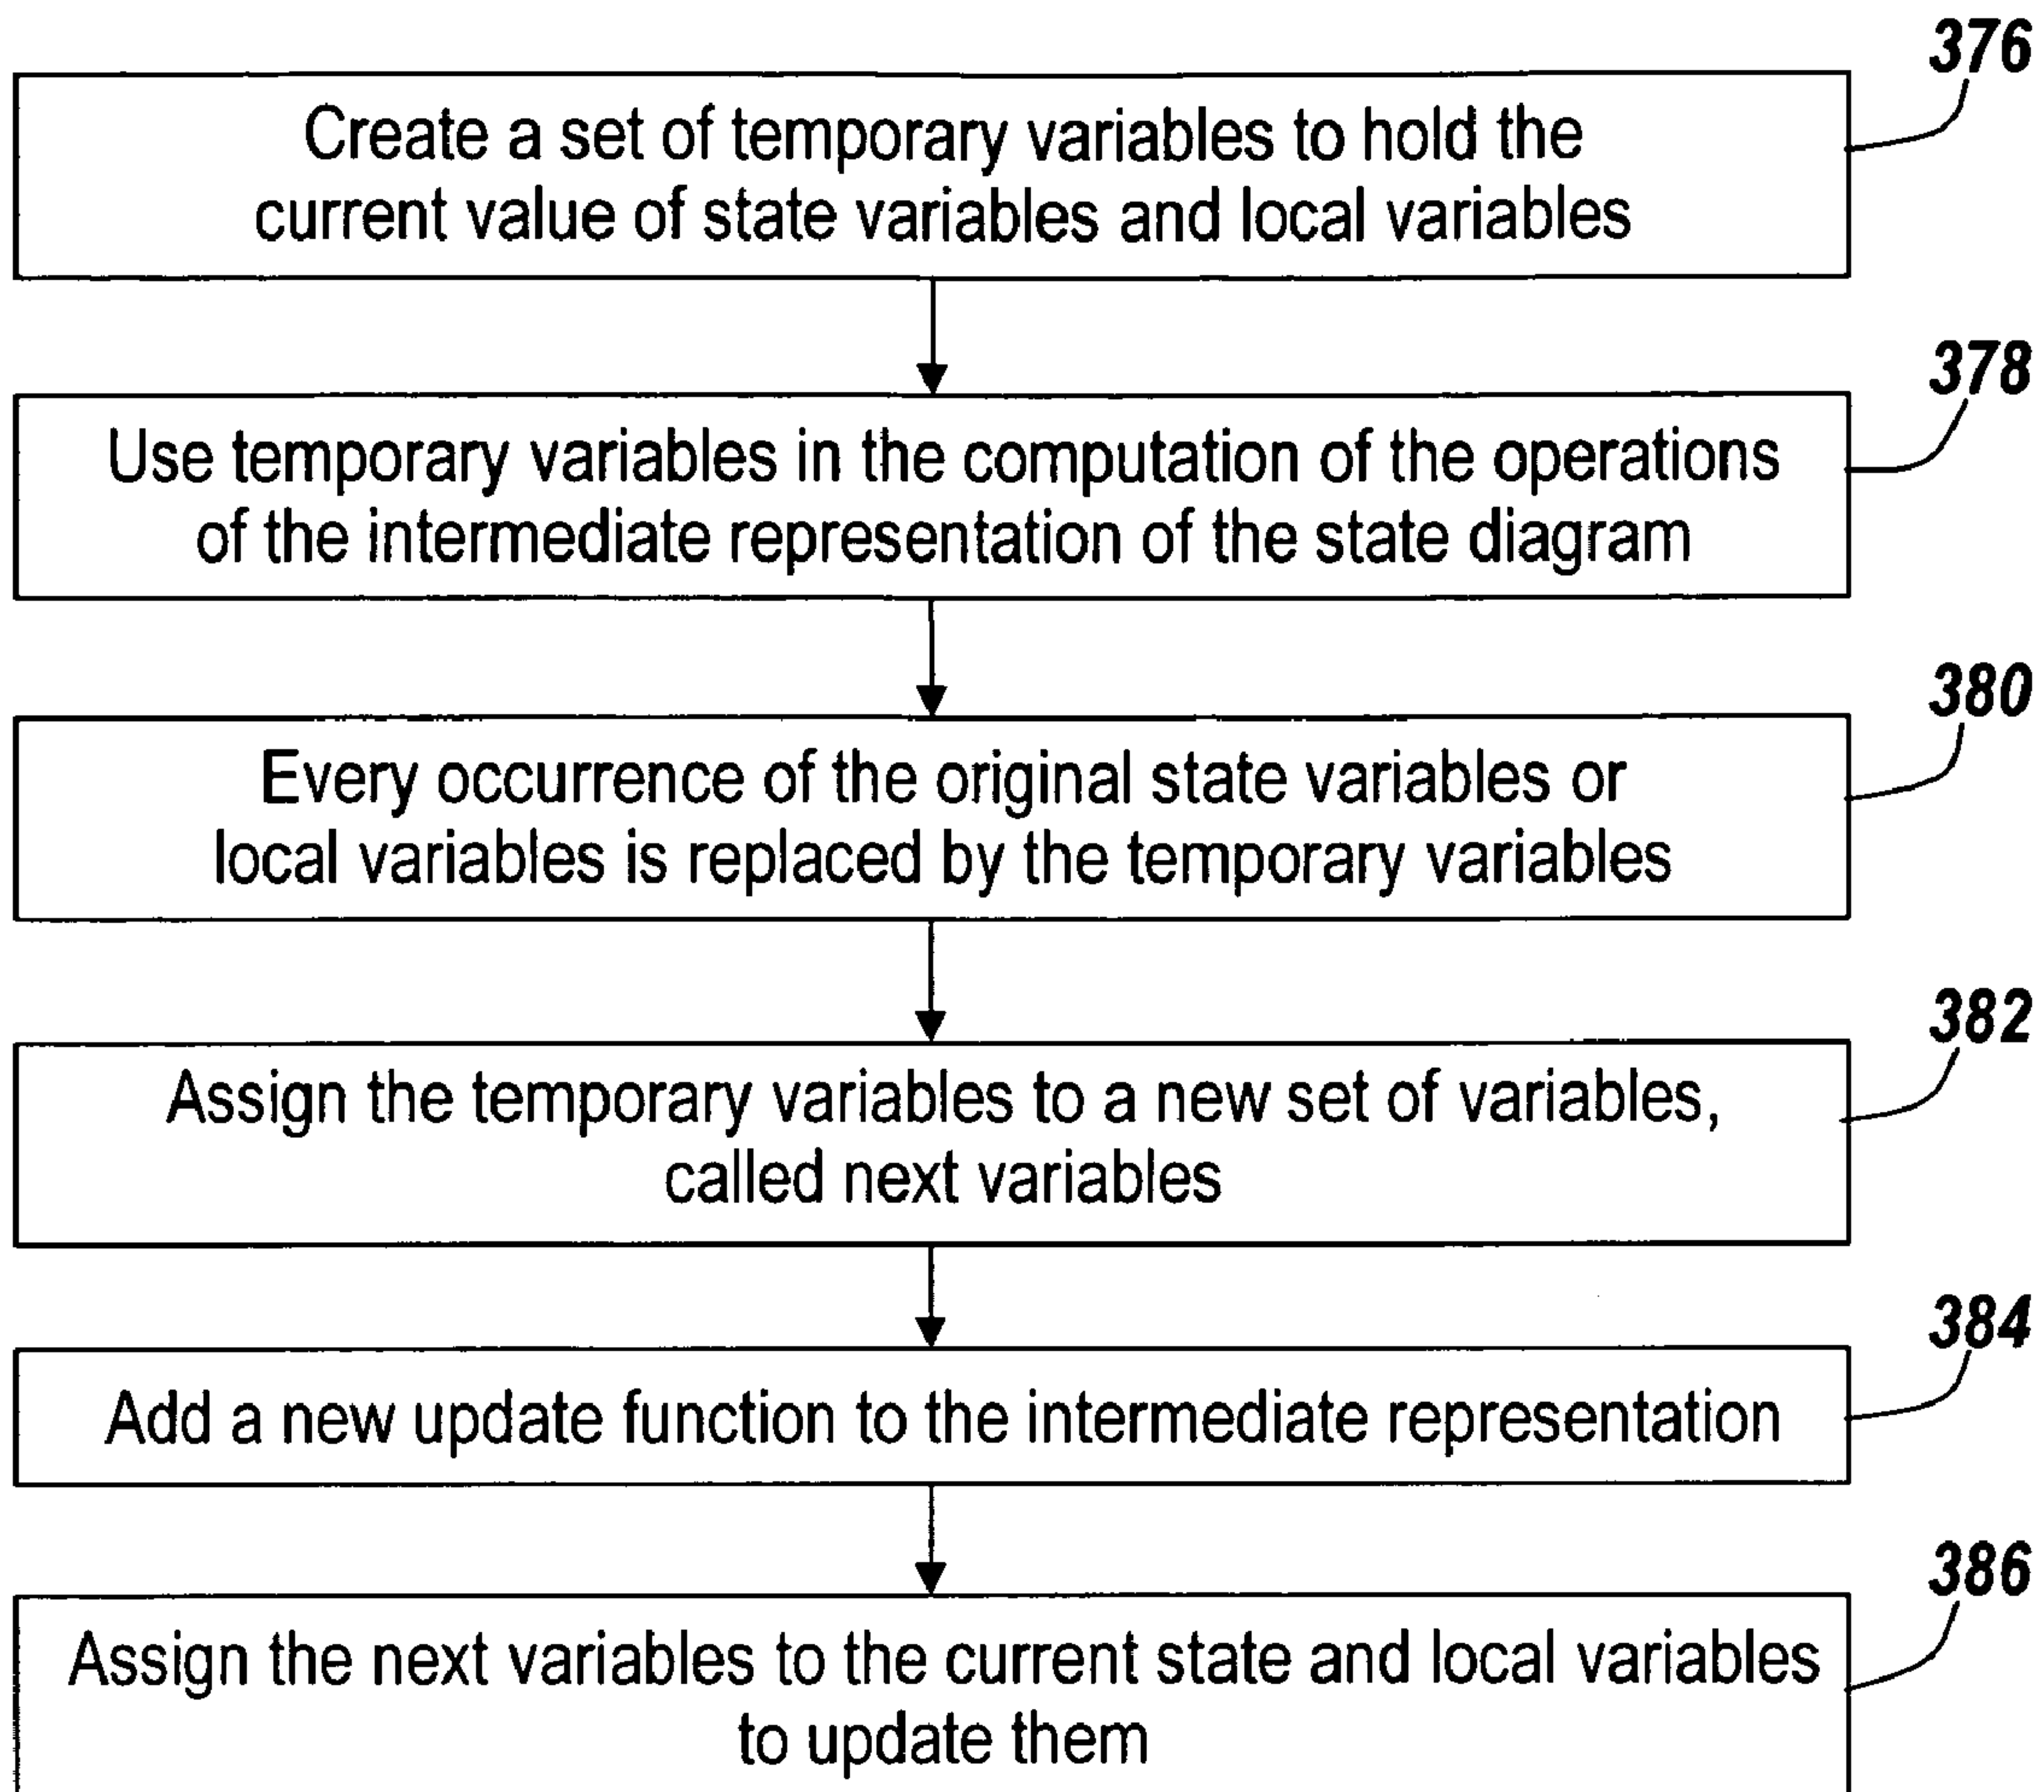 376
Create a set of temporary variables to hold the
current value of state variables and local variables
378
Use temporary variables in the computation of the operations
of the intermediate representation of the state diagram
380
Every occurrence of the original state variables or
local variables is replaced by the temporary variables
382
Assign the temporary variables to a new set of variables,
called next variables
384
Add a new update function to the intermediate representation
386
Assign the next variables to the current state and local variables
to update them